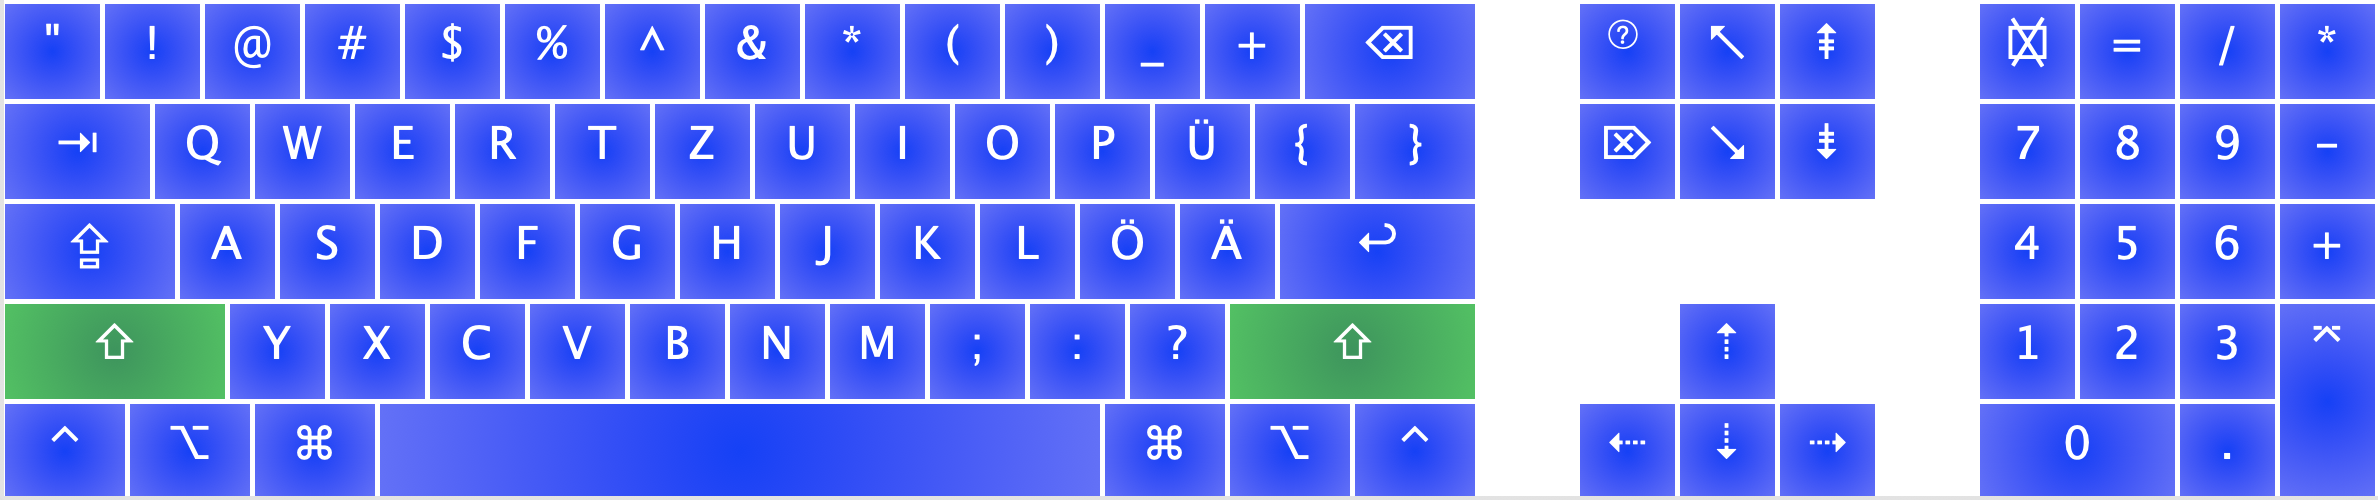 " ! @ # $ % ^ & * ( ) _ + ⌫ ? ↖ ⇞ ⌧ = / *
⇥ Q W E R T Z U I O P Ü { } ⌦ ↘ ⇟ 7 8 9 -
⇪ A S D F G H J K L Ö Ä ↩ 4 5 6 +
⇧ Y X C V B N M ; : ? ⇧ ⇡ 1 2 3 ⌤
⌃ ⌥ ⌘ ⌘ ⌥ ⌃ ⇠ ⇣ ⇢ 0 .